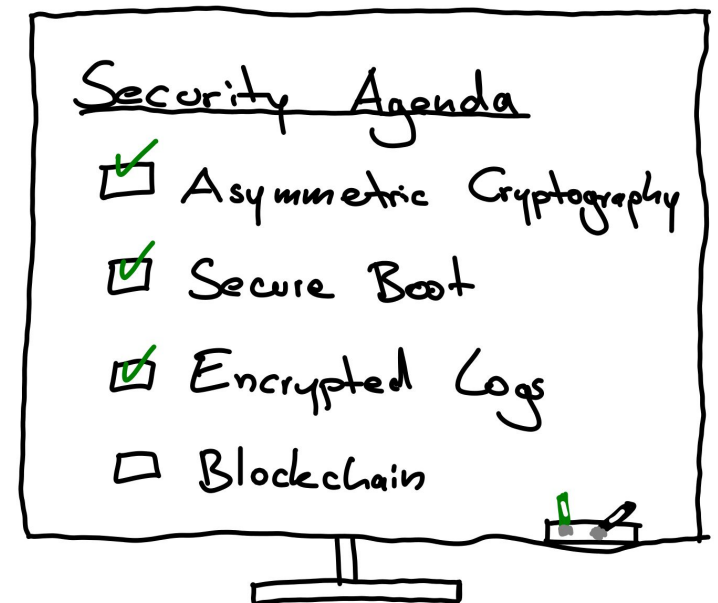 Security Agenda
Asymmetric Cryptography
Secure Boot
Encrypted Logs
Blockchain